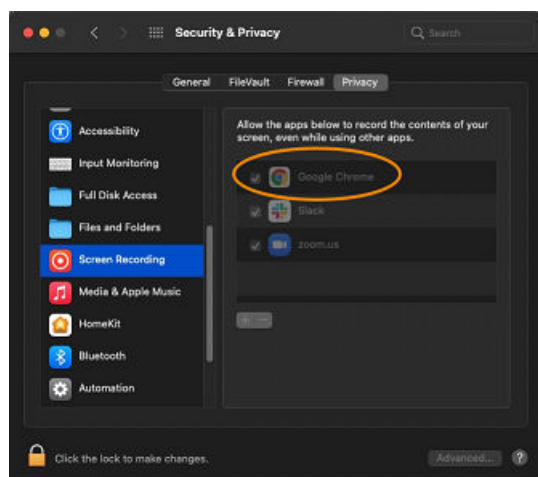 Security & Privacy
Search
General FileVault Firewall Privacy
Accessibility
Input Monitoring
Full Disk Access
Files and Folders
Screen Recording
Media & Apple Music
HomeKit
Bluetooth
Automation
Allow the apps below to record the contents of your
screen, even while using other apps.
Google Chrome
Slack
zoom.us
+ −
Click the lock to make changes.
Advanced...
?